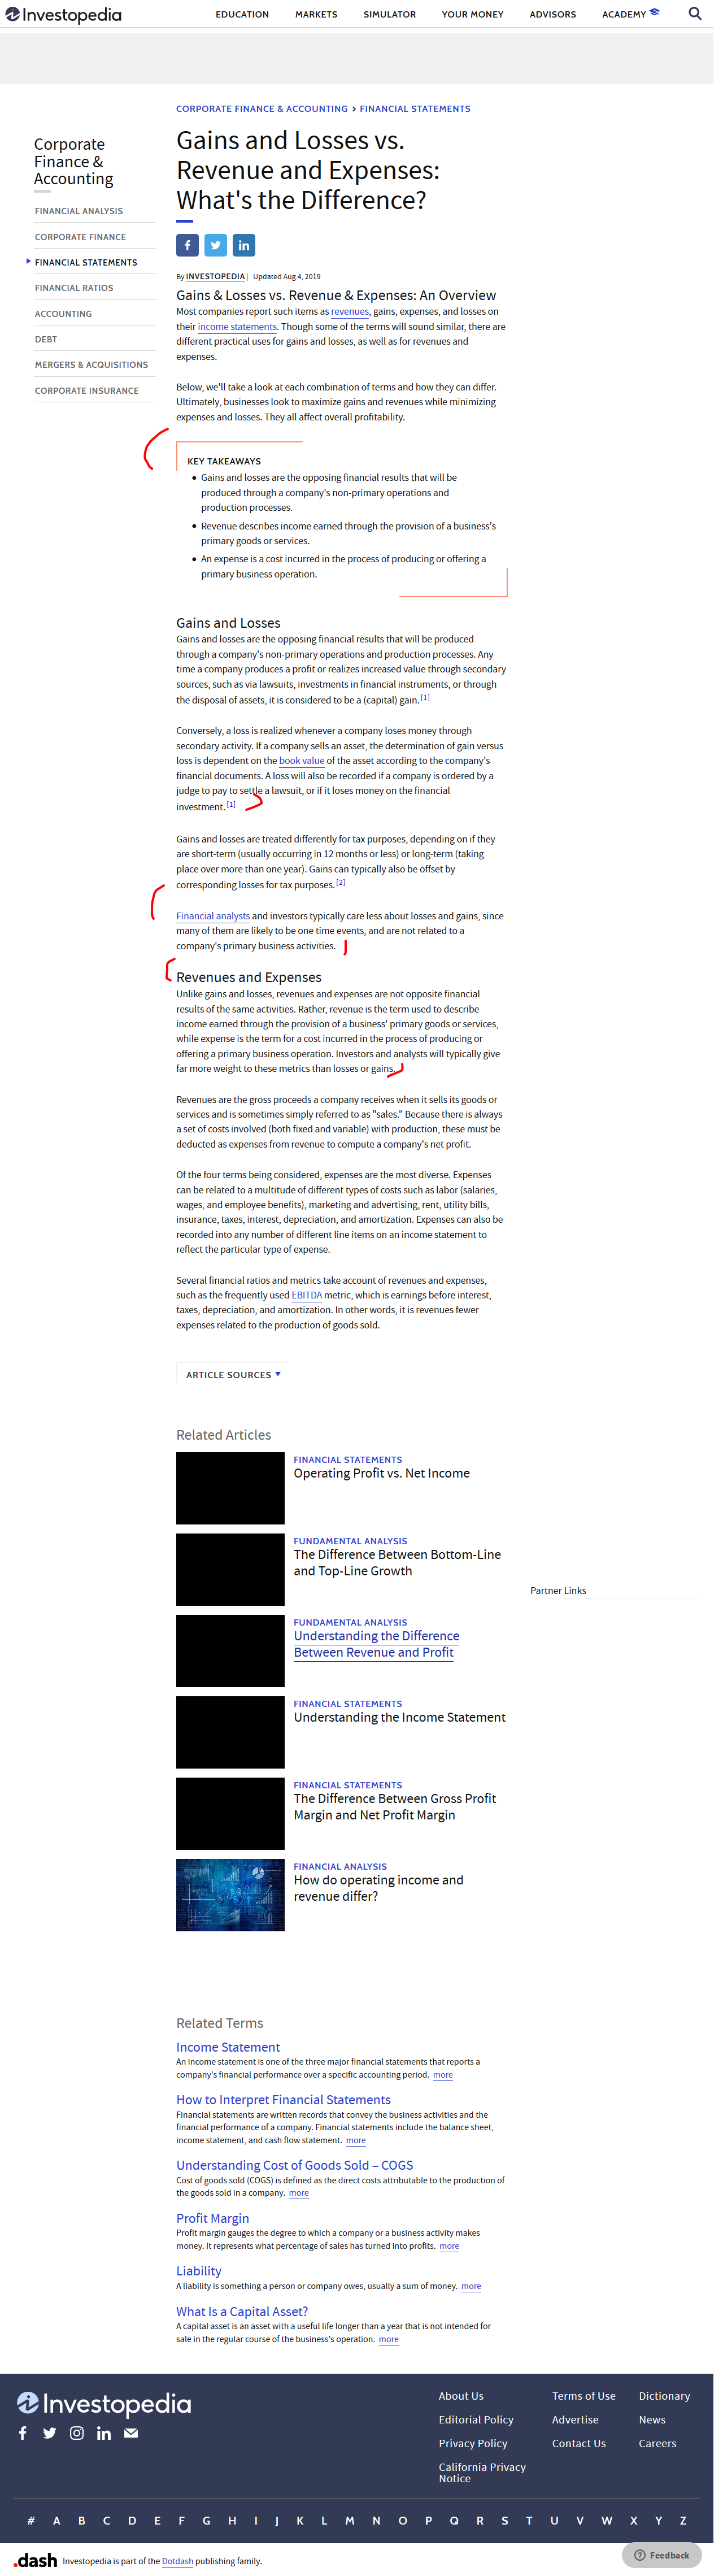 Investopedia
EDUCATION MARKETS SIMULATOR YOUR MONEY ADVISORS ACADEMY
CORPORATE FINANCE & ACCOUNTING > FINANCIAL STATEMENTS
Corporate
Finance &
Accounting
FINANCIAL ANALYSIS
CORPORATE FINANCE
FINANCIAL STATEMENTS
FINANCIAL RATIOS
ACCOUNTING
DEBT
MERGERS & ACQUISITIONS
CORPORATE INSURANCE
Gains and Losses vs.
Revenue and Expenses:
What's the Difference?
By INVESTOPEDIA | Updated Aug 4, 2019
Gains & Losses vs. Revenue & Expenses: An Overview
Most companies report such items as revenues, gains, expenses, and losses on
their income statements. Though some of the terms will sound similar, there are
different practical uses for gains and losses, as well as for revenues and
expenses.
Below, we'll take a look at each combination of terms and how they can differ.
Ultimately, businesses look to maximize gains and revenues while minimizing
expenses and losses. They all affect overall profitability.
KEY TAKEAWAYS
• Gains and losses are the opposing financial results that will be
produced through a company's non-primary operations and
production processes.
• Revenue describes income earned through the provision of a business's
primary goods or services.
• An expense is a cost incurred in the process of producing or offering a
primary business operation.
Gains and Losses
Gains and losses are the opposing financial results that will be produced
through a company's non-primary operations and production processes. Any
time a company produces a profit or realizes increased value through secondary
sources, such as via lawsuits, investments in financial instruments, or through
the disposal of assets, it is considered to be a (capital) gain. [1]
Conversely, a loss is realized whenever a company loses money through
secondary activity. If a company sells an asset, the determination of gain versus
loss is dependent on the book value of the asset according to the company's
financial documents. A loss will also be recorded if a company is ordered by a
judge to pay to settle a lawsuit, or if it loses money on the financial
investment. [1]
Gains and losses are treated differently for tax purposes, depending on if they
are short-term (usually occurring in 12 months or less) or long-term (taking
place over more than one year). Gains can typically also be offset by
corresponding losses for tax purposes. [2]
Financial analysts and investors typically care less about losses and gains, since
many of them are likely to be one time events, and are not related to a
company's primary business activities.
Revenues and Expenses
Unlike gains and losses, revenues and expenses are not opposite financial
results of the same activities. Rather, revenue is the term used to describe
income earned through the provision of a business' primary goods or services,
while expense is the term for a cost incurred in the process of producing or
offering a primary business operation. Investors and analysts will typically give
far more weight to these metrics than losses or gains.
Revenues are the gross proceeds a company receives when it sells its goods or
services and is sometimes simply referred to as "sales." Because there is always
a set of costs involved (both fixed and variable) with production, these must be
deducted as expenses from revenue to compute a company's net profit.
Of the four terms being considered, expenses are the most diverse. Expenses
can be related to a multitude of different types of costs such as labor (salaries,
wages, and employee benefits), marketing and advertising, rent, utility bills,
insurance, taxes, interest, depreciation, and amortization. Expenses can also be
recorded into any number of different line items on an income statement to
reflect the particular type of expense.
Several financial ratios and metrics take account of revenues and expenses,
such as the frequently used EBITDA metric, which is earnings before interest,
taxes, depreciation, and amortization. In other words, it is revenues fewer
expenses related to the production of goods sold.
ARTICLE SOURCES
Related Articles
FINANCIAL STATEMENTS
Operating Profit vs. Net Income
FUNDAMENTAL ANALYSIS
The Difference Between Bottom-Line
and Top-Line Growth
Partner Links
FUNDAMENTAL ANALYSIS
Understanding the Difference
Between Revenue and Profit
FINANCIAL STATEMENTS
Understanding the Income Statement
FINANCIAL STATEMENTS
The Difference Between Gross Profit
Margin and Net Profit Margin
FINANCIAL ANALYSIS
How do operating income and
revenue differ?
Related Terms
Income Statement
An income statement is one of the three major financial statements that reports a
company's financial performance over a specific accounting period. more
How to Interpret Financial Statements
Financial statements are written records that convey the business activities and the
financial performance of a company. Financial statements include the balance sheet,
income statement, and cash flow statement. more
Understanding Cost of Goods Sold – COGS
Cost of goods sold (COGS) is defined as the direct costs attributable to the production of
the goods sold in a company. more
Profit Margin
Profit margin gauges the degree to which a company or a business activity makes
money. It represents what percentage of sales has turned into profits. more
Liability
A liability is something a person or company owes, usually a sum of money. more
What Is a Capital Asset?
A capital asset is an asset with a useful life longer than a year that is not intended for
sale in the regular course of the business's operation. more
Investopedia
About Us Terms of Use Dictionary
Editorial Policy Advertise News
Privacy Policy Contact Us Careers
California Privacy
Notice
# A B C D E F G H I J K L M N O P Q R S T U V W X Y Z
.dash Investopedia is part of the Dotdash publishing family.
Feedback